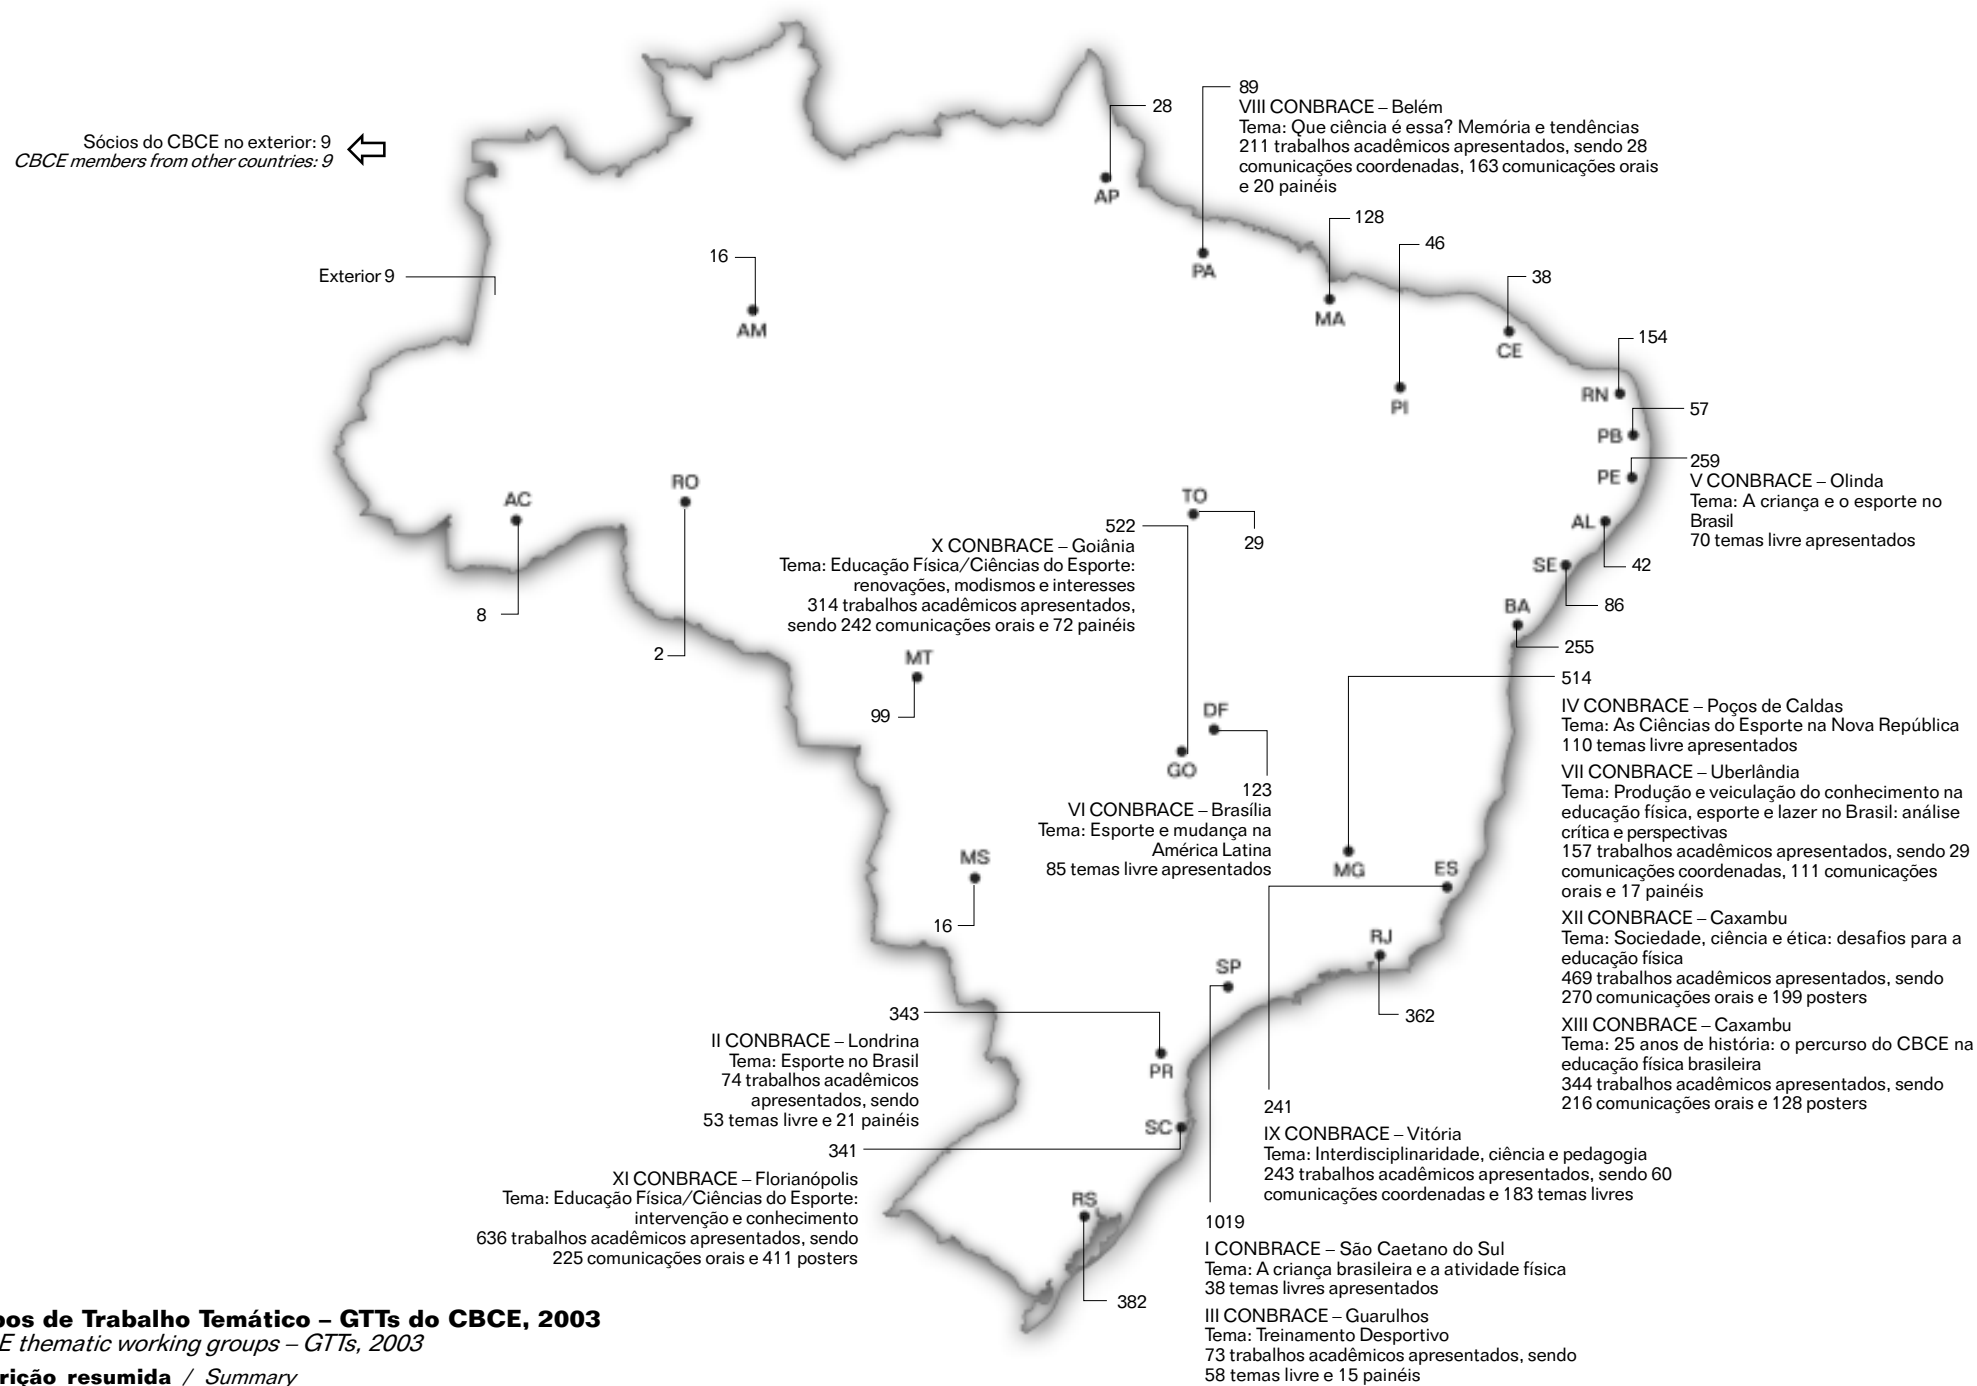 Sócios do CBCE no exterior: 9
CBCE members from other countries: 9
Exterior 9
28
AP
89
VIII CONBRACE – Belém
Tema: Que ciência é essa? Memória e tendências
211 trabalhos acadêmicos apresentados, sendo 28
comunicações coordenadas, 163 comunicações orais
e 20 painéis
PA
128
MA
46
PI
38
CE
16
AM
154
RN
57
PB
259
V CONBRACE – Olinda
Tema: A criança e o esporte no
Brasil
70 temas livre apresentados
PE
AL
42
SE
86
BA
255
AC
8
RO
2
TO
29
522
X CONBRACE – Goiânia
Tema: Educação Física/Ciências do Esporte:
renovações, modismos e interesses
314 trabalhos acadêmicos apresentados,
sendo 242 comunicações orais e 72 painéis
MT
99
DF
GO
123
VI CONBRACE – Brasília
Tema: Esporte e mudança na
América Latina
85 temas livre apresentados
514
IV CONBRACE – Poços de Caldas
Tema: As Ciências do Esporte na Nova República
110 temas livre apresentados
VII CONBRACE – Uberlândia
Tema: Produção e veiculação do conhecimento na
educação física, esporte e lazer no Brasil: análise
crítica e perspectivas
157 trabalhos acadêmicos apresentados, sendo 29
comunicações coordenadas, 111 comunicações
orais e 17 painéis
XII CONBRACE – Caxambu
Tema: Sociedade, ciência e ética: desafios para a
educação física
469 trabalhos acadêmicos apresentados, sendo
270 comunicações orais e 199 posters
XIII CONBRACE – Caxambu
Tema: 25 anos de história: o percurso do CBCE na
educação física brasileira
344 trabalhos acadêmicos apresentados, sendo
216 comunicações orais e 128 posters
MG
ES
MS
16
RJ
362
SP
343
II CONBRACE – Londrina
Tema: Esporte no Brasil
74 trabalhos acadêmicos
apresentados, sendo
53 temas livre e 21 painéis
PR
SC
341
XI CONBRACE – Florianópolis
Tema: Educação Física/Ciências do Esporte:
intervenção e conhecimento
636 trabalhos acadêmicos apresentados, sendo
225 comunicações orais e 411 posters
241
IX CONBRACE – Vitória
Tema: Interdisciplinaridade, ciência e pedagogia
243 trabalhos acadêmicos apresentados, sendo 60
comunicações coordenadas e 183 temas livres
RS
382
1019
I CONBRACE – São Caetano do Sul
Tema: A criança brasileira e a atividade física
38 temas livres apresentados
III CONBRACE – Guarulhos
Tema: Treinamento Desportivo
73 trabalhos acadêmicos apresentados, sendo
58 temas livre e 15 painéis
de Trabalho Temático – GTTs do CBCE, 2003
thematic working groups – GTTs, 2003
resumida / Summary